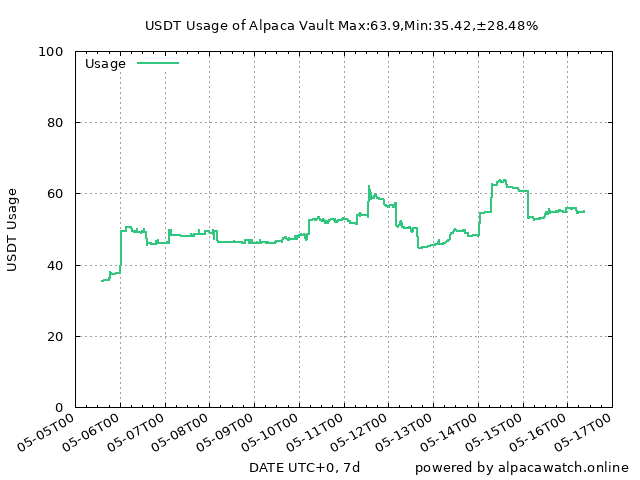 USDT Usage of Alpaca Vault Max:63.9,Min:35.42,±28.48%
Usage
100
80
60
40
20
0
USDT Usage
05-05T00
05-06T00
05-07T00
05-08T00
05-09T00
05-10T00
05-11T00
05-12T00
05-13T00
05-14T00
05-15T00
05-16T00
05-17T00
DATE UTC+0, 7d
powered by alpacawatch.online